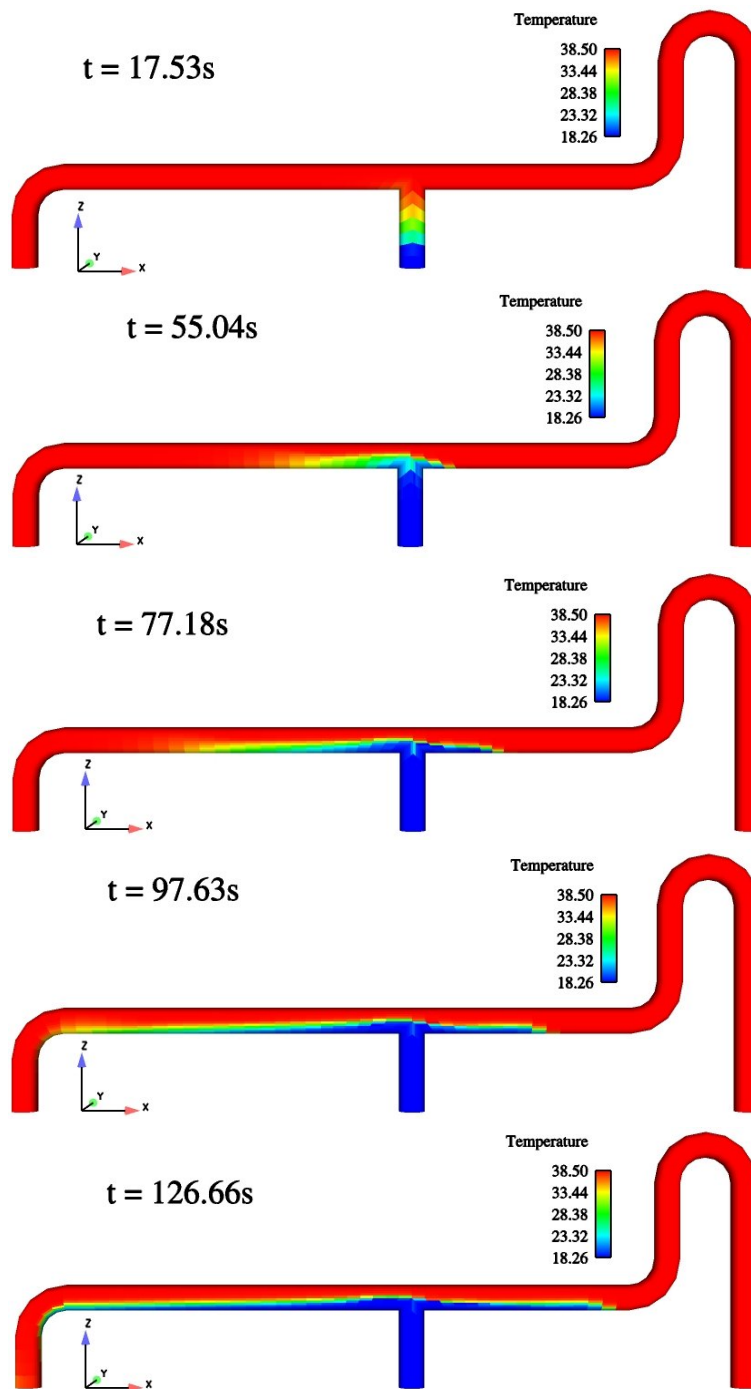 Temperature
t = 17.53s
38.50
33.44
28.38
23.32
18.26
Z
Y
X
Temperature
t = 55.04s
38.50
33.44
28.38
23.32
18.26
Z
Y
X
Temperature
t = 77.18s
38.50
33.44
28.38
23.32
18.26
Z
Y
X
Temperature
t = 97.63s
38.50
33.44
28.38
23.32
18.26
Z
Y
X
Temperature
t = 126.66s
38.50
33.44
28.38
23.32
18.26
Z
Y
X